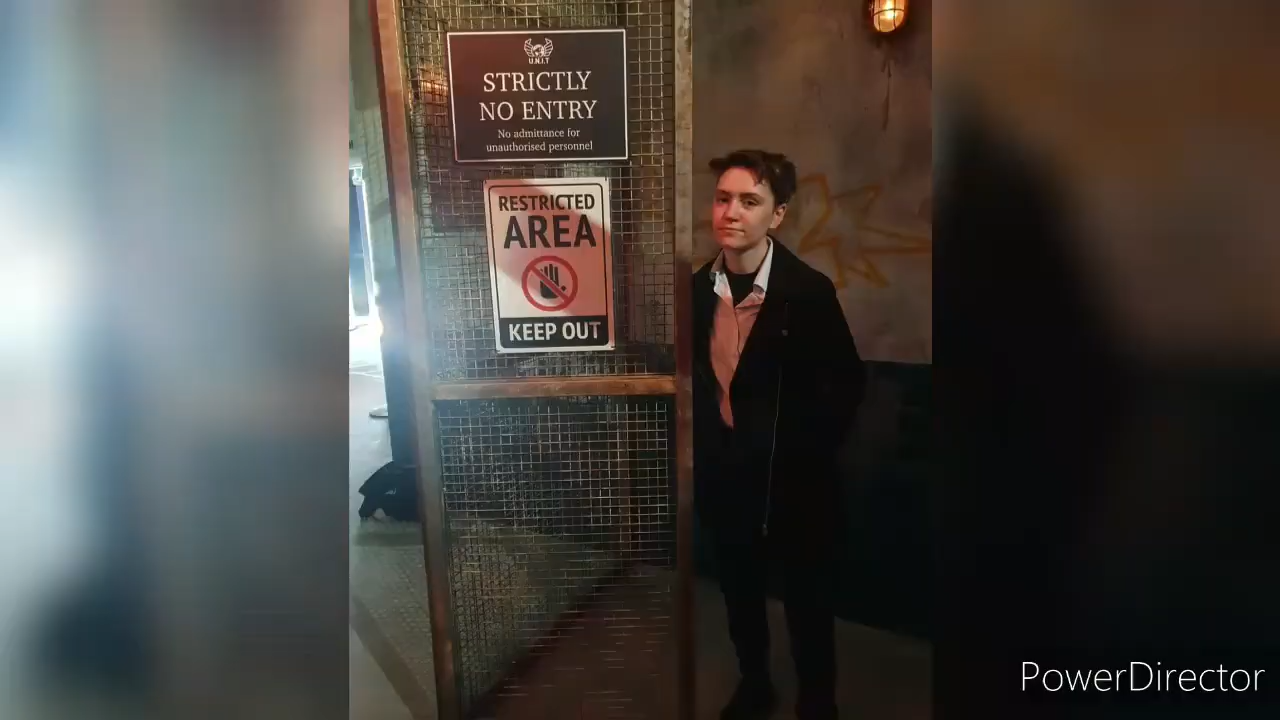 U.N.I.T
STRICTLY
NO ENTRY
No admittance for
unauthorised personnel
RESTRICTED
AREA
KEEP OUT
PowerDirector